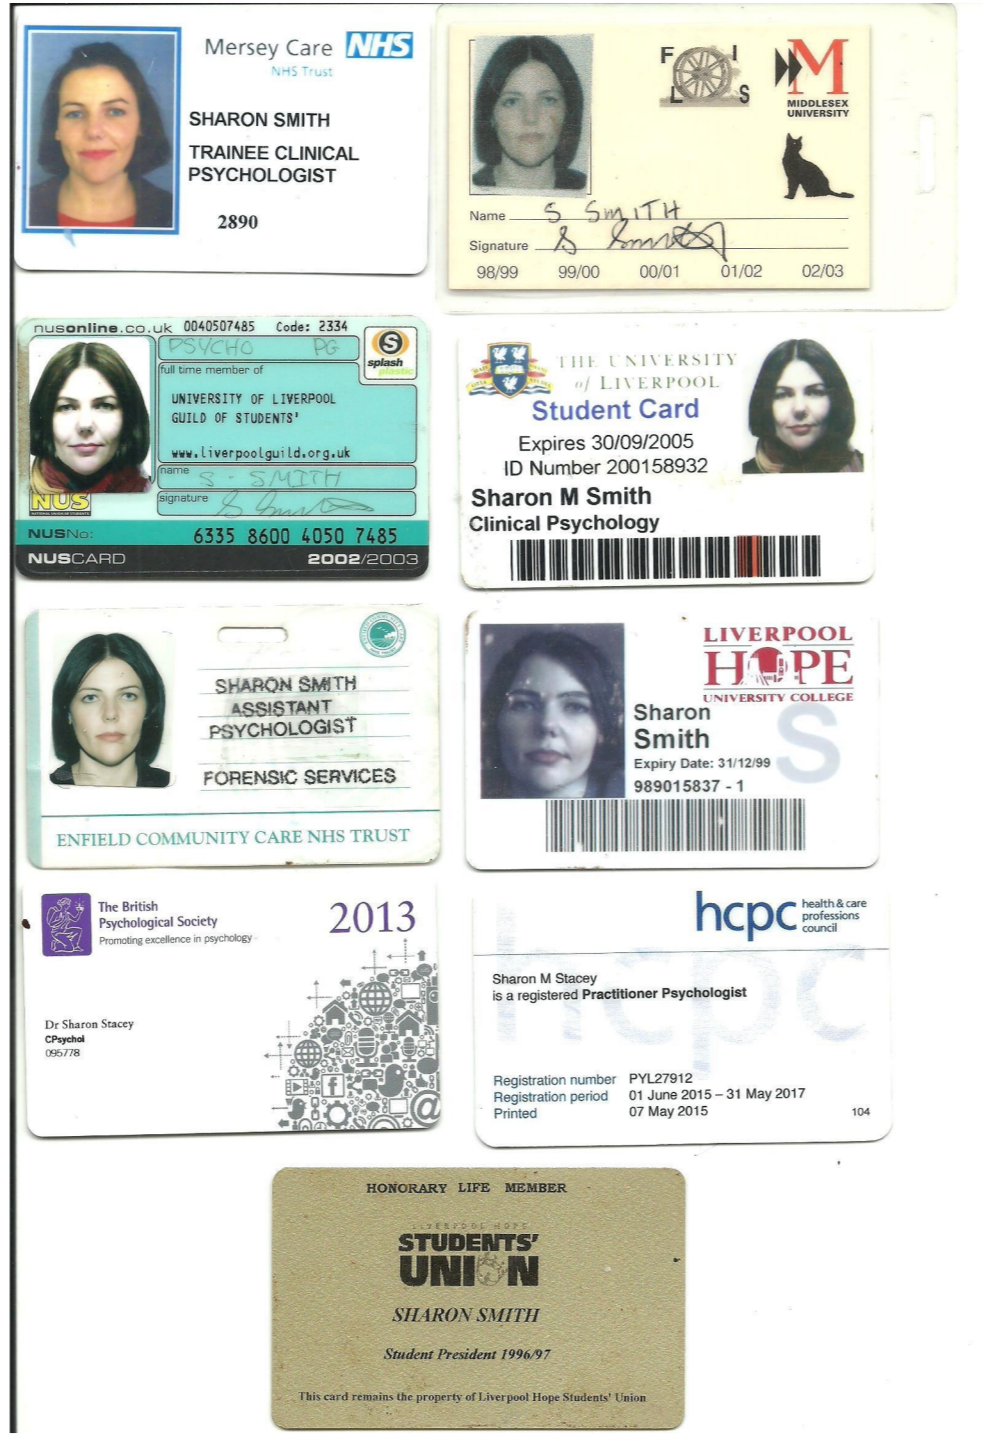 Mersey Care NHS
NHS Trust
SHARON SMITH
TRAINEE CLINICAL
PSYCHOLOGIST
2890
F I
L S
M
MIDDLESEX
UNIVERSITY
Name S SMITH
Signature S Smith
98/99 99/00 00/01 01/02 02/03
nusonline.co.uk 0040507485 Code: 2334
PSYCHO PG
S
splash
plastic
full time member of
UNIVERSITY OF LIVERPOOL
GUILD OF STUDENTS'
www.liverpoolguild.org.uk
name S. SMITH
signature S Smith
NUS
NUSNo: 6335 8600 4050 7485
NUSCARD 2002/2003
THE UNIVERSITY
of LIVERPOOL
Student Card
Expires 30/09/2005
ID Number 200158932
Sharon M Smith
Clinical Psychology
SHARON SMITH
ASSISTANT
PSYCHOLOGIST
FORENSIC SERVICES
ENFIELD COMMUNITY CARE NHS TRUST
LIVERPOOL
HOPE
UNIVERSITY COLLEGE
S
Sharon
Smith
Expiry Date: 31/12/99
989015837 - 1
The British
Psychological Society
Promoting excellence in psychology
2013
Dr Sharon Stacey
CPsychol
095778
hcpc health & care
professions
council
hcpc
Sharon M Stacey
is a registered Practitioner Psychologist
Registration number PYL27912
Registration period 01 June 2015 – 31 May 2017
Printed 07 May 2015 104
HONORARY LIFE MEMBER
LIVERPOOL HOPE
STUDENTS'
UNION
SHARON SMITH
Student President 1996/97
This card remains the property of Liverpool Hope Students' Union